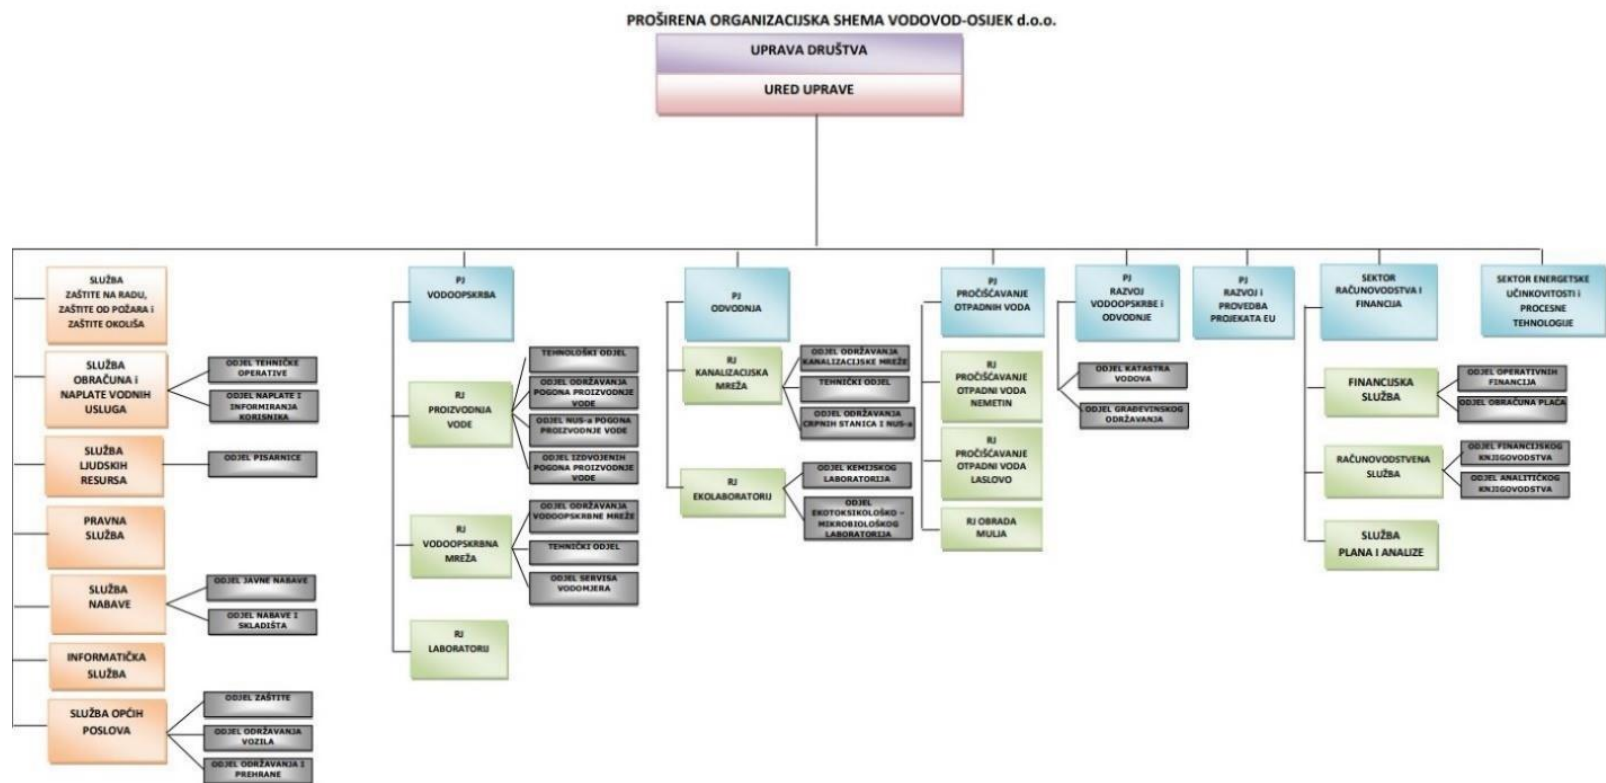 PROŠIRENA ORGANIZACIJSKA SHEMA VODOVOD-OSIJEK d.o.o.
UPRAVA DRUŠTVA
URED UPRAVE
SLUŽBA
ZAŠTITE NA RADU,
ZAŠTITE OD POŽARA i
ZAŠTITE OKOLIŠA
SLUŽBA
OBRAČUNA i
NAPLATE VODNIH
USLUGA
ODJEL TEHNIČKE
OPERATIVE
ODJEL NAPLATE I
INFORMIRANJA
KORISNIKA
SLUŽBA
LJUDSKIH
RESURSA
ODJEL PISARNICE
PRAVNA
SLUŽBA
SLUŽBA
NABAVE
ODJEL JAVNE NABAVE
ODJEL NABAVE I
SKLADIŠTA
INFORMATIČKA
SLUŽBA
SLUŽBA OPĆIH
POSLOVA
ODJEL ZAŠTITE
ODJEL ODRŽAVANJA
VOZILA
ODJEL ODRŽAVANJA I
PREHRANE
PJ
VODOOPSKRBA
RJ
PROIZVODNJA
VODE
TEHNOLOŠKI ODJEL
ODJEL ODRŽAVANJA
POGONA PROIZVODNJE VODE
ODJEL NUS-a POGONA
PROIZVODNJE VODE
ODJEL IZDVOJENIH
POGONA PROIZVODNJE
VODE
RJ
VODOOPSKRBNA
MREŽA
ODJEL ODRŽAVANJA
VODOOPSKRBNE MREŽE
TEHNIČKI ODJEL
ODJEL SERVISA
VODOMJERA
RJ
LABORATORIJ
PJ
ODVODNJA
RJ
KANALIZACIJSKA
MREŽA
ODJEL ODRŽAVANJA
KANALIZACIJSKE MREŽE
TEHNIČKI ODJEL
ODJEL ODRŽAVANJA
CRPNIH STANICA I NUS-a
RJ
EKOLABORATORIJ
ODJEL KEMIJSKOG
LABORATORIJA
ODJEL
EKOTOKSIKOLOŠKO –
MIKROBIOLOŠKOG
LABORATORIJA
PJ
PROČIŠĆAVANJE
OTPADNIH VODA
RJ
PROČIŠĆAVANJE
OTPADNI VODA
NEMETIN
RJ
PROČIŠĆAVANJE
OTPADNI VODA
LASLOVO
RJ OBRADA
MULJA
PJ
RAZVOJ
VODOOPSKRBE i
ODVODNJE
ODJEL KATASTRA
VODOVA
ODJEL GRAĐEVINSKOG
ODRŽAVANJA
PJ
RAZVOJ i
PROVEDBA
PROJEKATA EU
SEKTOR
RAČUNOVODSTVA I
FINANCIJA
FINANCIJSKA
SLUŽBA
ODJEL OPERATIVNIH
FINANCIJA
ODJEL OBRAČUNA PLAĆA
RAČUNOVODSTVENA
SLUŽBA
ODJEL FINANCIJSKOG
KNJIGOVODSTVA
ODJEL ANALITIČKOG
KNJIGOVODSTVA
SLUŽBA
PLANA I ANALIZE
SEKTOR ENERGETSKE
UČINKOVITOSTI i
PROCESNE
TEHNOLOGIJE